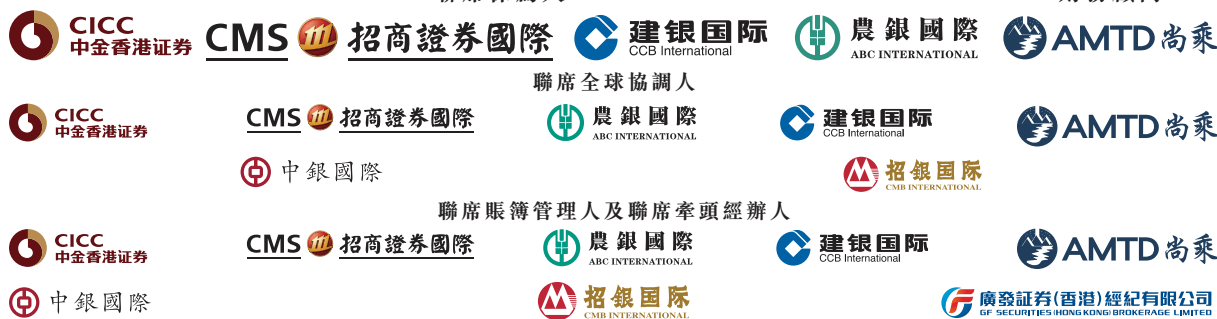 CICC 中金香港证券 CMS 招商證券國際 建银国际 CCB International 農銀國際 ABC INTERNATIONAL AMTD 尚乘
聯席全球協調人
CICC 中金香港证券 CMS 招商證券國際 農銀國際 ABC INTERNATIONAL 建银国际 CCB International AMTD 尚乘
中銀國際 招银国际 CMB INTERNATIONAL
聯席賬簿管理人及聯席牽頭經辦人
CICC 中金香港证券 CMS 招商證券國際 農銀國際 ABC INTERNATIONAL 建银国际 CCB International AMTD 尚乘
中銀國際 招银国际 CMB INTERNATIONAL 廣發証券(香港)經紀有限公司 GF SECURITIES (HONG KONG) BROKERAGE LIMITED